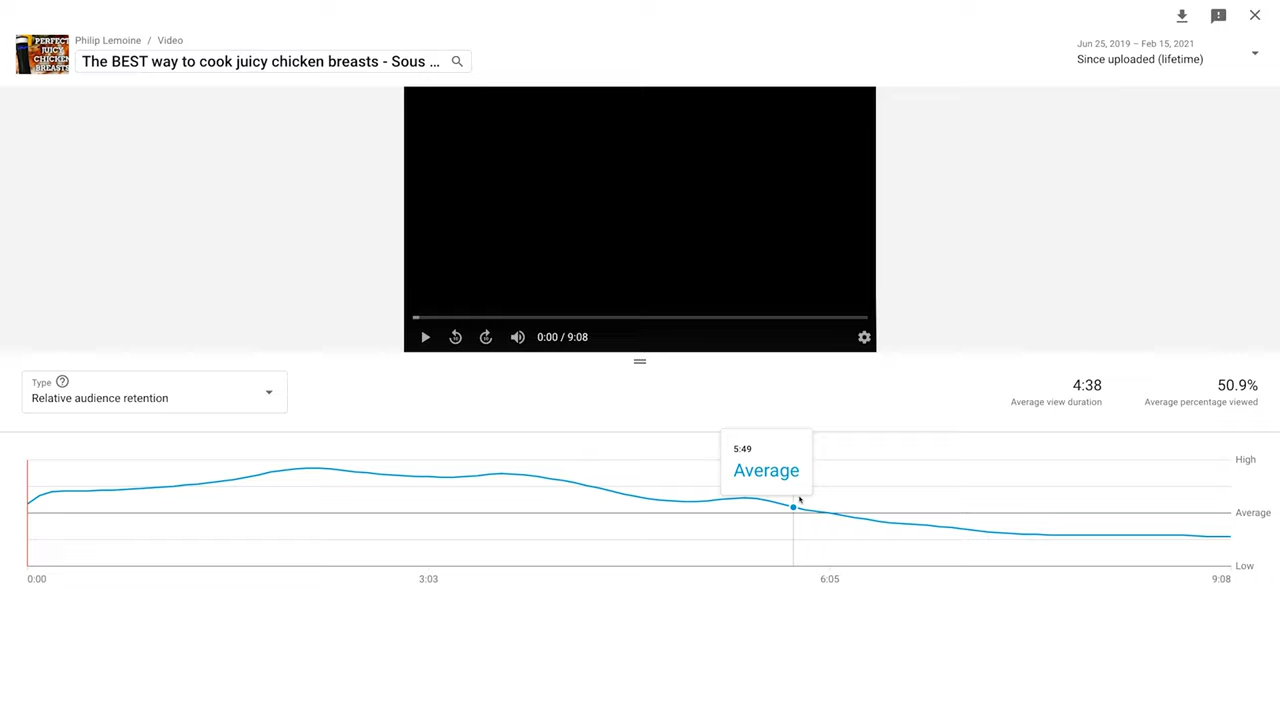 Philip Lemoine / Video
PERFECT
JUICY
CHICKEN
BREASTS
The BEST way to cook juicy chicken breasts - Sous ...
Jun 25, 2019 – Feb 15, 2021
Since uploaded (lifetime)
10
10
0:00 / 9:08
Type ?
Relative audience retention
4:38
Average view duration
50.9%
Average percentage viewed
5:49
Average
High
Average
Low
0:00
3:03
6:05
9:08